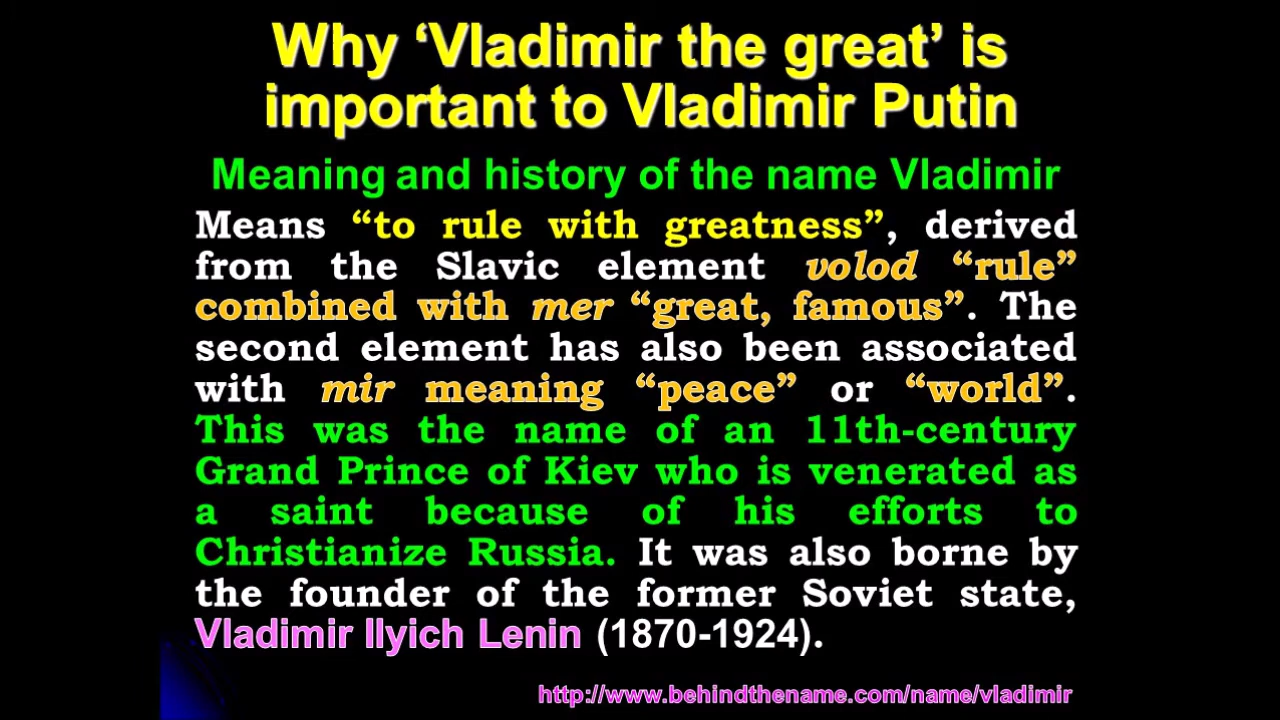 Why ‘Vladimir the great’ is
important to Vladimir Putin
Meaning and history of the name Vladimir
Means “to rule with greatness”, derived
from the Slavic element volod “rule”
combined with mer “great, famous”. The
second element has also been associated
with mir meaning “peace” or “world”.
This was the name of an 11th-century
Grand Prince of Kiev who is venerated as
a saint because of his efforts to
Christianize Russia. It was also borne by
the founder of the former Soviet state,
Vladimir Ilyich Lenin (1870-1924).
http://www.behindthename.com/name/vladimir